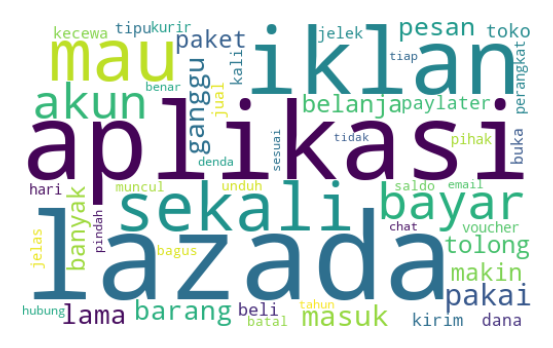 kecewa
tipu
kurir
mau
paket
iklan
jelek
tiap
pesan
toko
perangkat
benar
ganggu
kali
jual
akun
belanja
paylater
buka
aplikasi
sesuai
tidak
pihak
denda
hari
muncul
unduh
saldo
email
banyak
pindah
sekali
bayar
voucher
chat
tolong
jelas
bagus
lazada
makin
tahun
pakai
hubung
lama
barang
beli
batal
masuk
kirim
dana